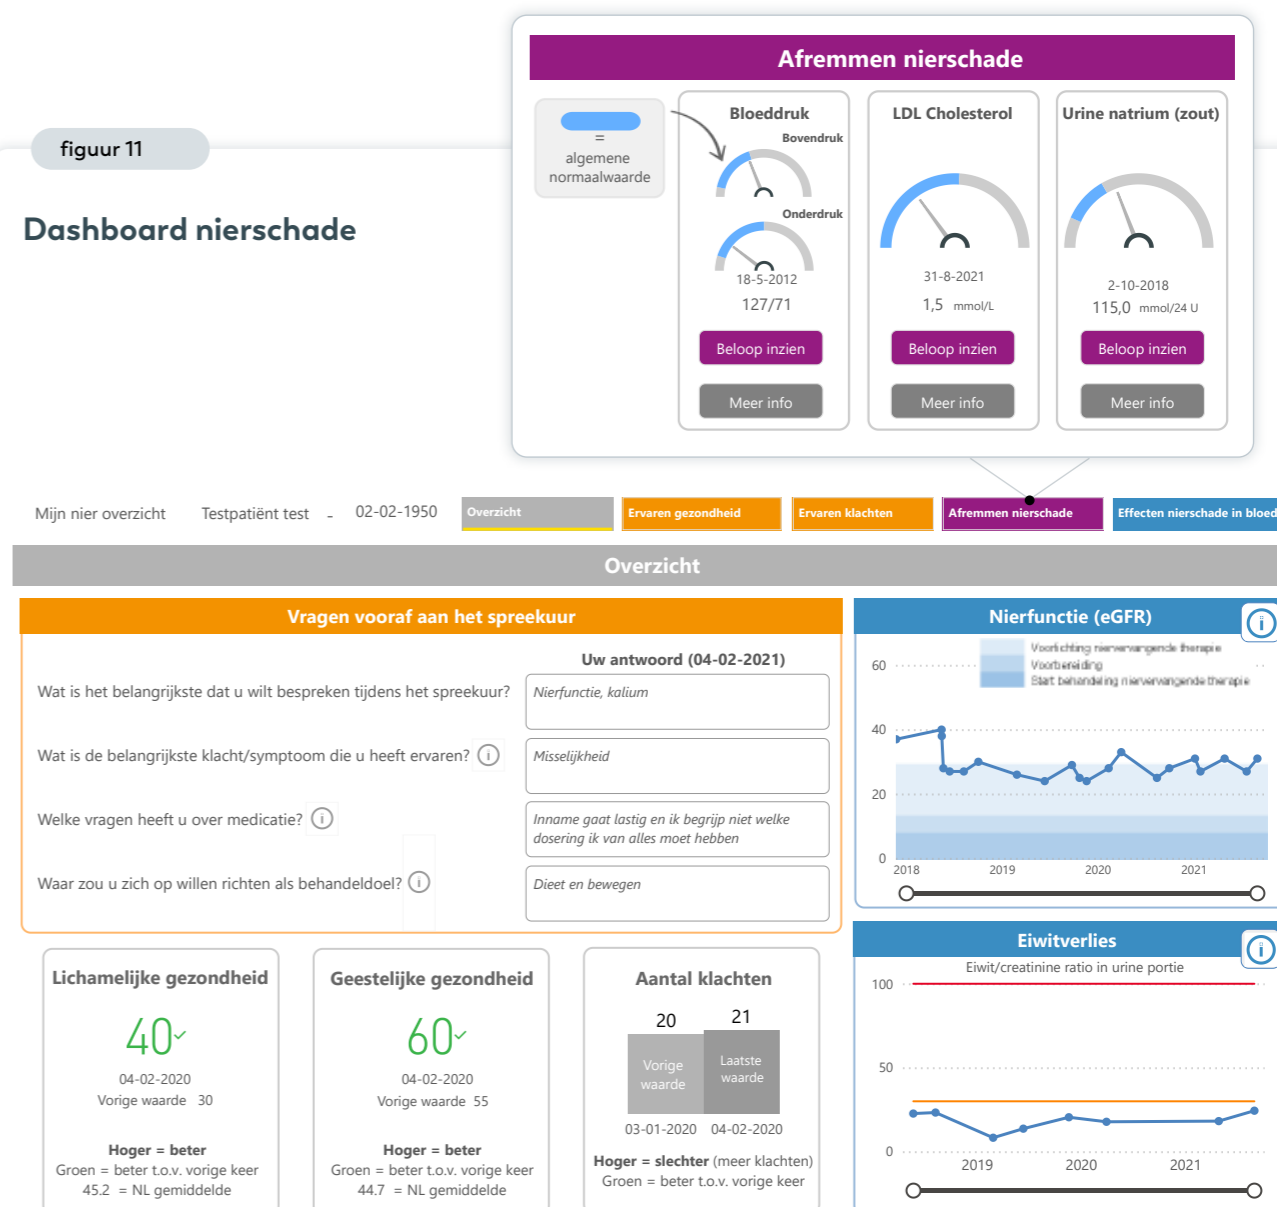 figuur 11
Dashboard nierschade
Afremmen nierschade
=
algemene
normaalwaarde
Bloeddruk
Bovendruk
Onderdruk
18-5-2012
127/71
Beloop inzien
Meer info
LDL Cholesterol
31-8-2021
1,5 mmol/L
Beloop inzien
Meer info
Urine natrium (zout)
2-10-2018
115,0 mmol/24 U
Beloop inzien
Meer info
Mijn nier overzicht Testpatiënt test - 02-02-1950 Overzicht Ervaren gezondheid Ervaren klachten Afremmen nierschade Effecten nierschade in bloed
Overzicht
Vragen vooraf aan het spreekuur
Uw antwoord (04-02-2021)
Wat is het belangrijkste dat u wilt bespreken tijdens het spreekuur? Nierfunctie, kalium
Wat is de belangrijkste klacht/symptoom die u heeft ervaren? i Misselijkheid
Welke vragen heeft u over medicatie? i Inname gaat lastig en ik begrijp niet welke
dosering ik van alles moet hebben
Waar zou u zich op willen richten als behandeldoel? i Dieet en bewegen
Nierfunctie (eGFR) i
Voorlichting niervervangende therapie
Voorbereiding
Start behandeling niervervangende therapie
60
40
20
0
2018 2019 2020 2021
Lichamelijke gezondheid
40
04-02-2020
Vorige waarde 30
Hoger = beter
Groen = beter t.o.v. vorige keer
45.2 = NL gemiddelde
Geestelijke gezondheid
60
04-02-2020
Vorige waarde 55
Hoger = beter
Groen = beter t.o.v. vorige keer
44.7 = NL gemiddelde
Aantal klachten
20 21
Vorige
waarde
Laatste
waarde
03-01-2020 04-02-2020
Hoger = slechter (meer klachten)
Groen = beter t.o.v. vorige keer
Eiwitverlies i
Eiwit/creatinine ratio in urine portie
100
50
0
2019 2020 2021